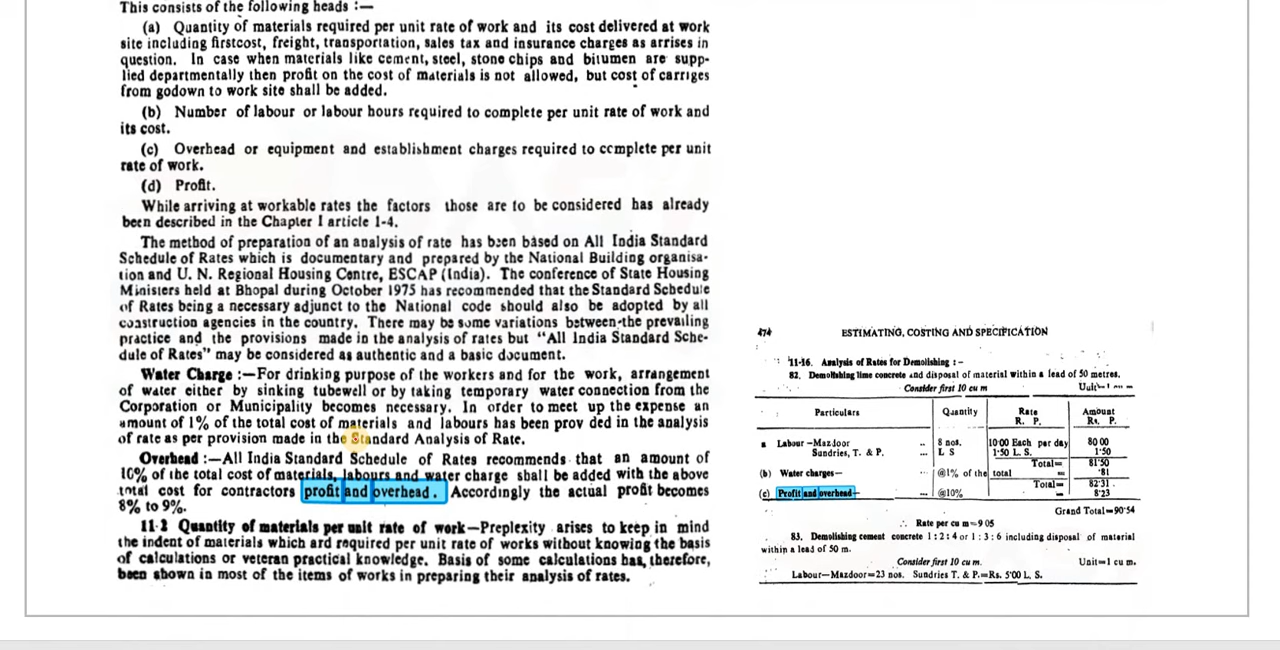 This consists of the following heads :—
(a) Quantity of materials required per unit rate of work and its cost delivered at work
site including firstcost, freight, transportation, sales tax and insurance charges as arrises in
question. In case when materials like cement, steel, stone chips and bitumen are supp-
lied departmentally then profit on the cost of materials is not allowed, but cost of carriges
from godown to work site shall be added.
(b) Number of labour or labour hours required to complete per unit rate of work and
its cost.
(c) Overhead or equipment and establishment charges required to complete per unit
rate of work.
(d) Profit.
While arriving at workable rates the factors those are to be considered has already
been described in the Chapter I article 1-4.
The method of preparation of an analysis of rate has been based on All India Standard
Schedule of Rates which is documentary and prepared by the National Building organisa-
tion and U. N. Regional Housing Centre, ESCAP (India). The conference of State Housing
Ministers held at Bhopal during October 1975 has recommended that the Standard Schedule
of Rates being a necessary adjunct to the National code should also be adopted by all
construction agencies in the country. There may be some variations between the prevailing
practice and the provisions made in the analysis of rates but "All India Standard Sche-
dule of Rates" may be considered as authentic and a basic document.
Water Charge :—For drinking purpose of the workers and for the work, arrangement
of water either by sinking tubewell or by taking temporary water connection from the
Corporation or Municipality becomes necessary. In order to meet up the expense an
amount of 1% of the total cost of materials and labours has been prov ded in the analysis
of rate as per provision made in the Standard Analysis of Rate.
Overhead :—All India Standard Schedule of Rates recommends that an amount of
10% of the total cost of materials, labours and water charge shall be added with the above
total cost for contractors profit and overhead. Accordingly the actual profit becomes
8% to 9%.
11·2 Quantity of materials per unit rate of work—Preplexity arises to keep in mind
the indent of materials which ard required per unit rate of works without knowing the basis
of calculations or veteran practical knowledge. Basis of some calculations has, therefore,
been shown in most of the items of works in preparing their analysis of rates.
474 ESTIMATING, COSTING AND SPECIFICATION
11-16. Analysis of Rates for Demolishing :-
82. Demolishing lime concrete and disposal of material within a lead of 50 metres.
Consider first 10 cu m
Particulars Quantity Rate R. P. Amount Rs. P.
Labour—Mazdoor .. 8 nos. 10·00 Each per day 80 00
Sundries, T. & P. ... L S 1·50 L. S. 1·50
Total= 81·50
(b) Water charges— ... @1% of the total = ·81
Total= 82·31
(c) Profit and overhead— ... @10% 8·23
Grand Total=90·54
∴ Rate per cu m=9 05
83. Demolishing cement concrete 1 : 2 : 4 or 1 : 3 : 6 including disposal of material
within a lead of 50 m.
Consider first 10 cu m. Unit=1 cu m.
Labour—Mazdoor=23 nos. Sundries T. & P.=Rs. 5'00 L. S.